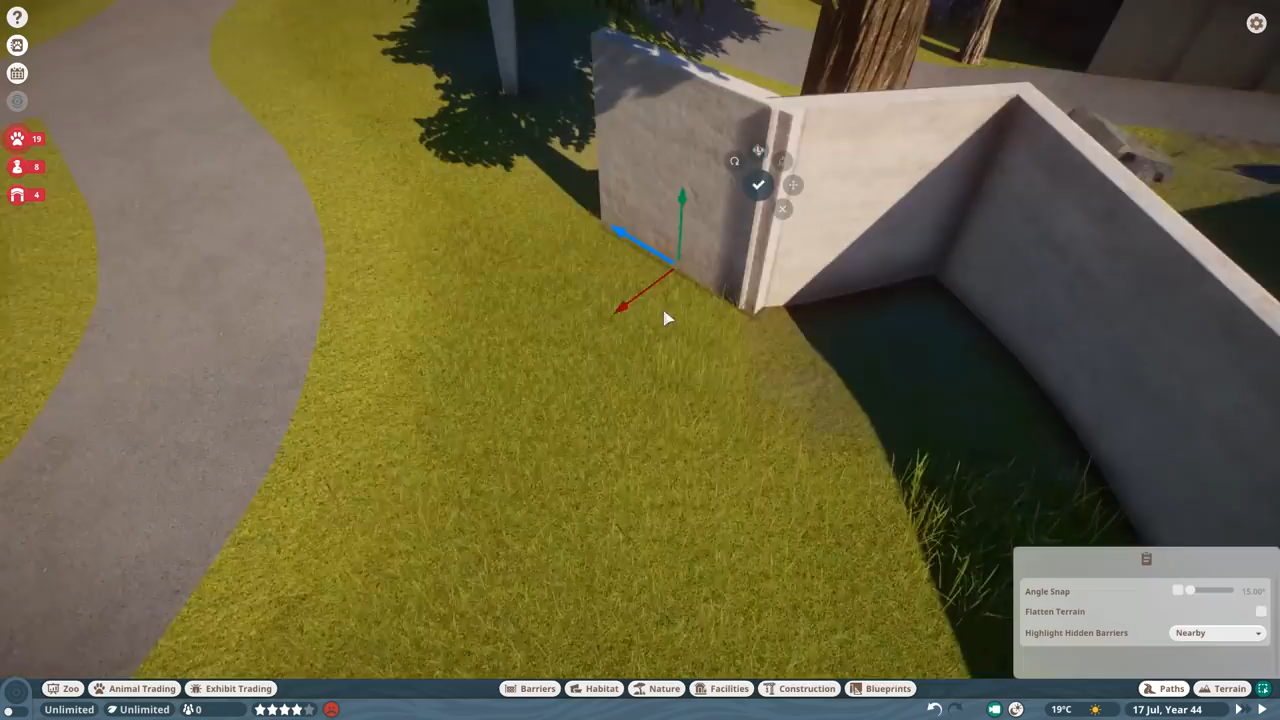 ?
19
8
4
Angle Snap 15.00°
Flatten Terrain
Highlight Hidden Barriers Nearby
Zoo Animal Trading Exhibit Trading Barriers Habitat Nature Facilities Construction Blueprints Paths Terrain
Unlimited Unlimited 0 19°C 17 Jul, Year 44